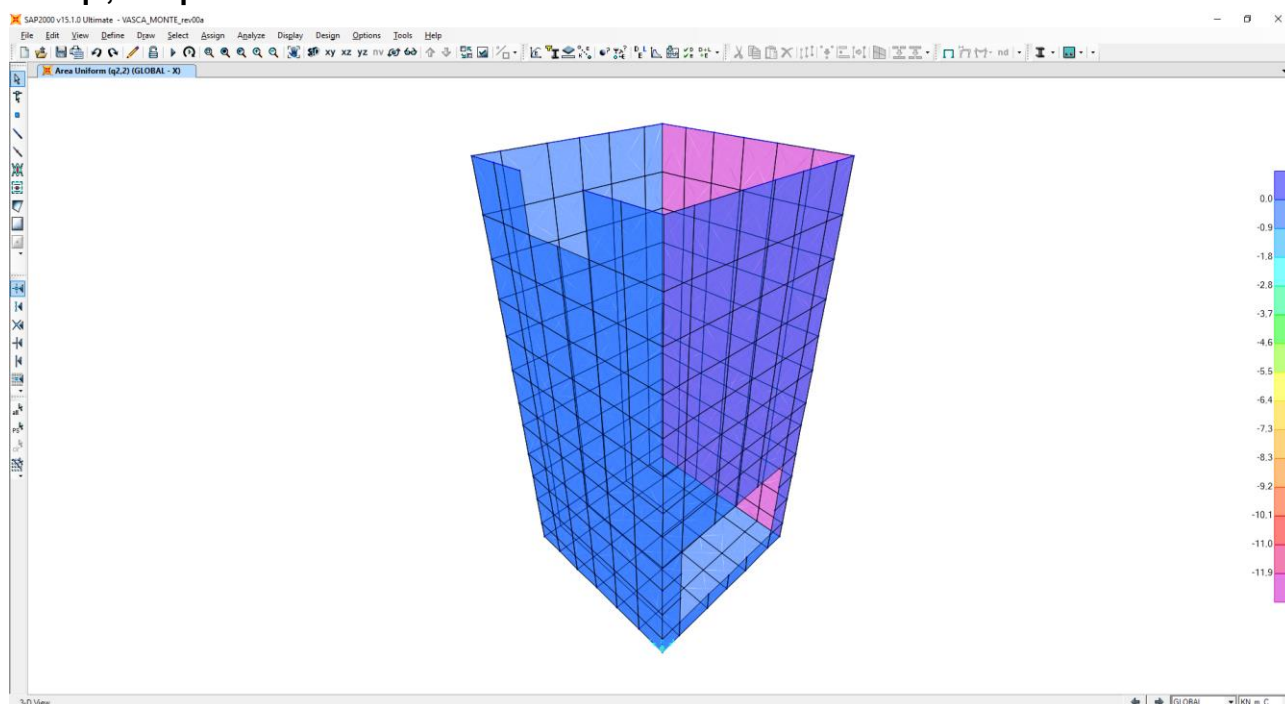 SAP2000 v15.1.0 Ultimate - VASCA_MONTE_rev00a
File Edit View Define Draw Select Assign Analyze Display Design Options Tools Help
xy xz yz nv nd
Area Uniform (q2,2) (GLOBAL - X)
0.0
-0.9
-1.8
-2.8
-3.7
-4.6
-5.5
-6.4
-7.3
-8.3
-9.2
-10.1
-11.0
-11.9
3-D View
GLOBAL